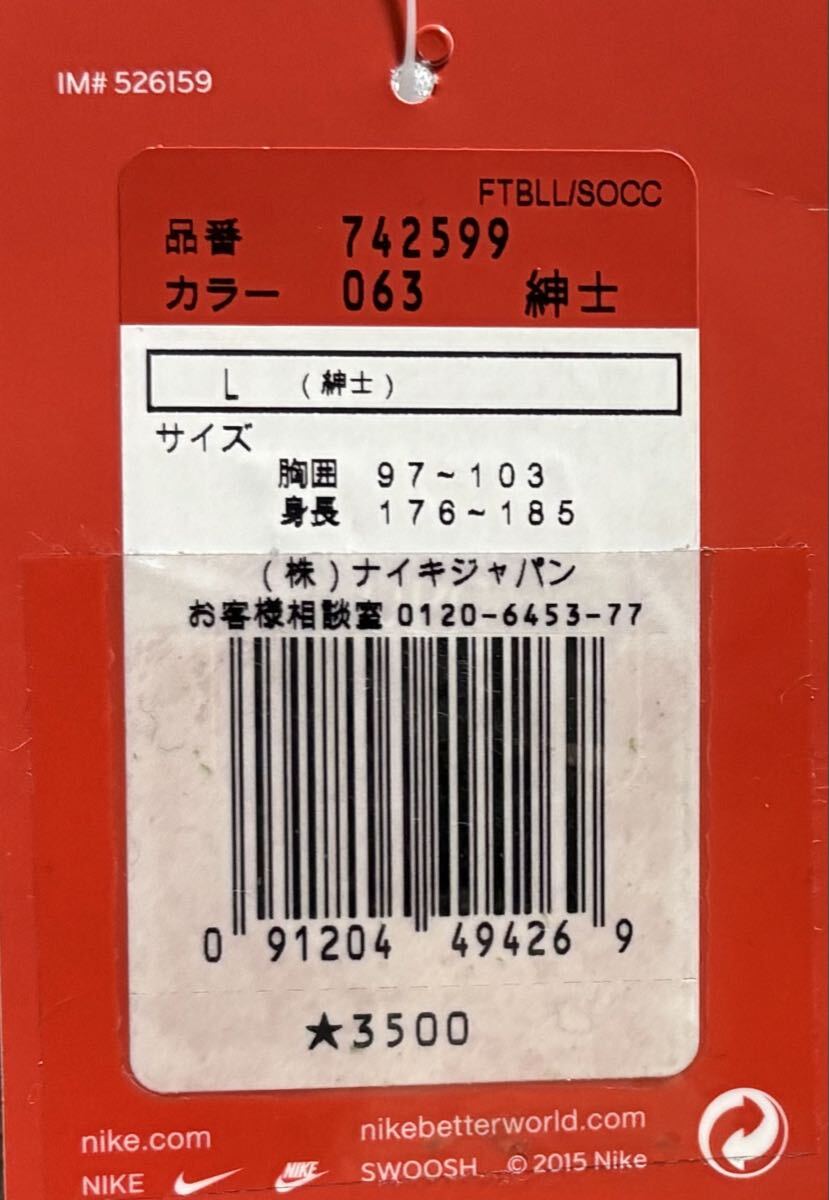 IM# 526159
FTBLL/SOCC
品番 742599
カラー 063 紳士
L (紳士)
サイズ
胸囲 97~103
身長 176~185
(株)ナイキジャパン
お客様相談室 0120-6453-77
0 91204 49426 9
★3500
nike.com nikebetterworld.com
NIKE NIKE SWOOSH © 2015 Nike